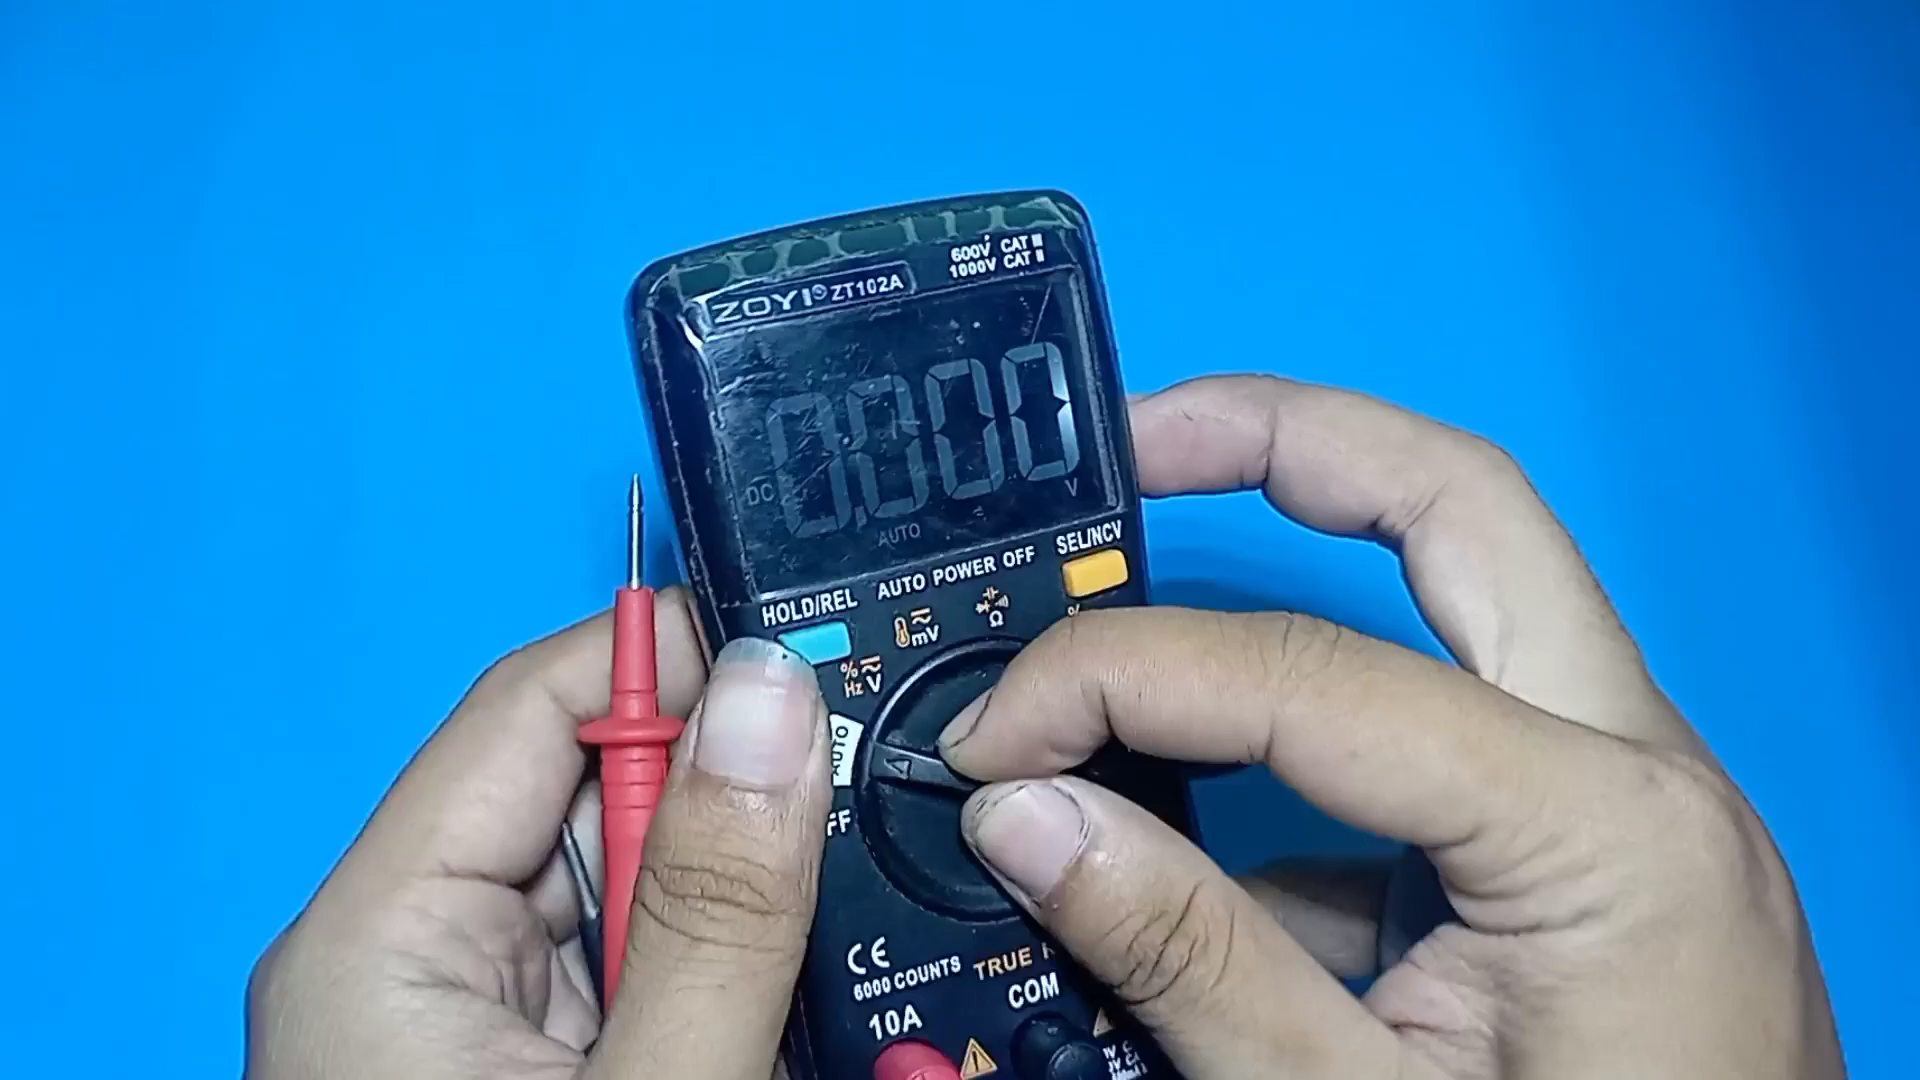 600V CAT III
1000V CAT II
ZOYI ZT102A
0.000
DC
V
AUTO
SEL/NCV
AUTO POWER OFF
HOLD/REL
mV
Ω
%
%
Hz V
AUTO
FF
CE
6000 COUNTS
TRUE
COM
10A